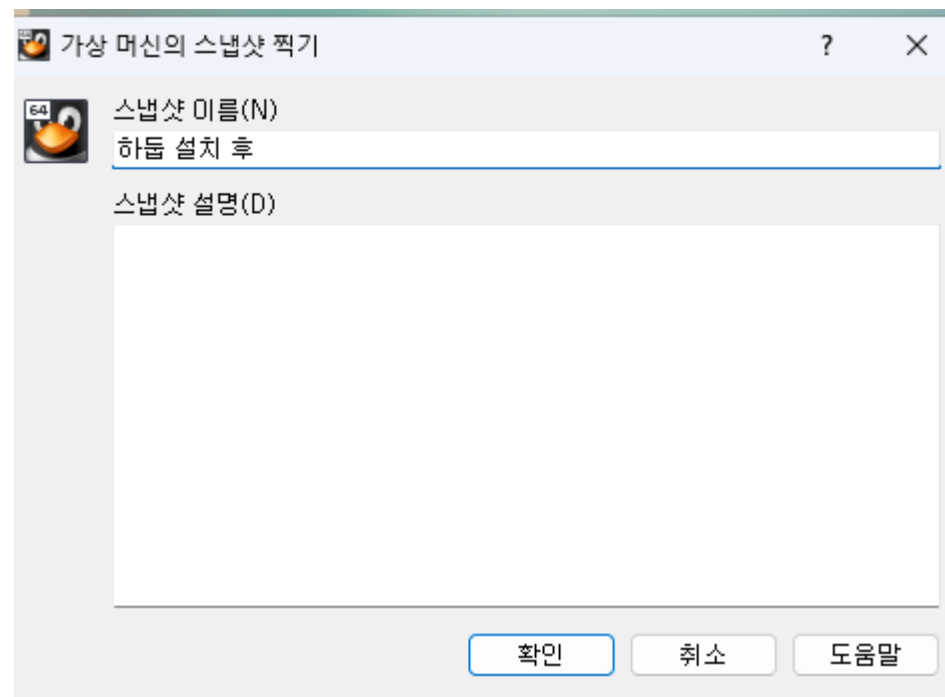 가상 머신의 스냅샷 찍기
?
64
스냅샷 이름(N)
하둡 설치 후
스냅샷 설명(D)
확인
취소
도움말